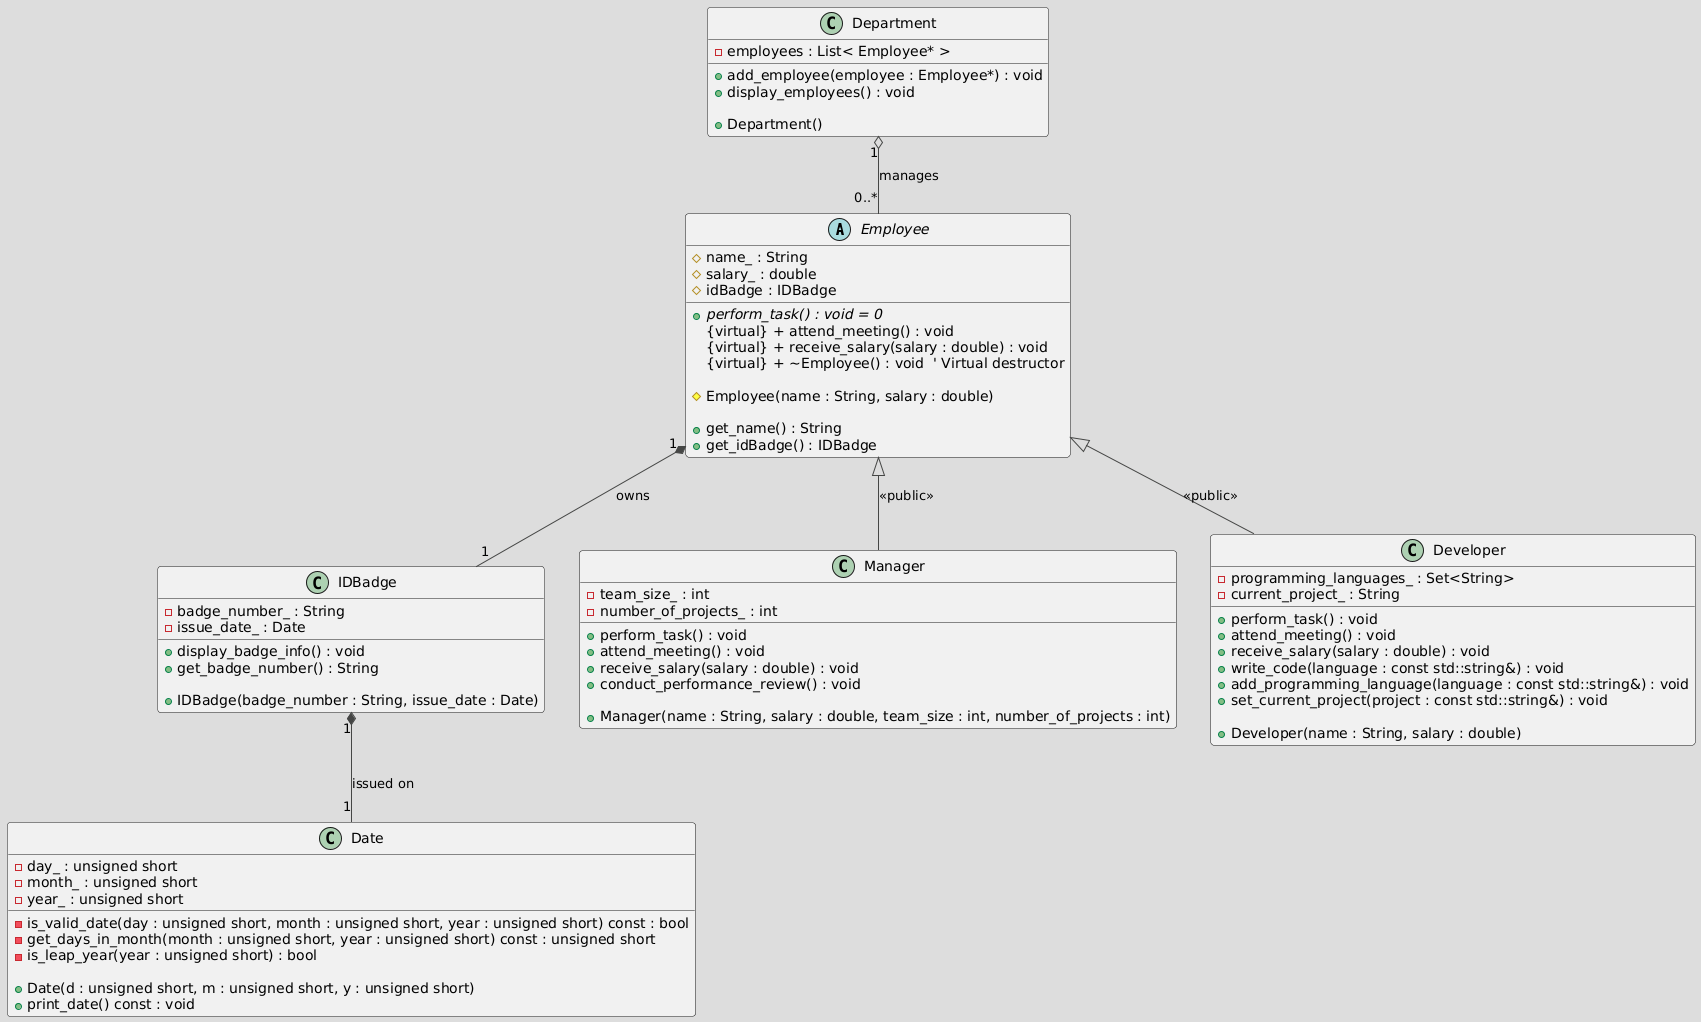 C Department
employees : List< Employee* >
add_employee(employee : Employee*) : void
display_employees() : void
Department()
1
manages
0..*
A Employee
name_ : String
salary_ : double
idBadge : IDBadge
perform_task() : void = 0
{virtual} + attend_meeting() : void
{virtual} + receive_salary(salary : double) : void
{virtual} + ~Employee() : void  ' Virtual destructor
Employee(name : String, salary : double)
get_name() : String
get_idBadge() : IDBadge
1
owns
1
«public»
«public»
C IDBadge
badge_number_ : String
issue_date_ : Date
display_badge_info() : void
get_badge_number() : String
IDBadge(badge_number : String, issue_date : Date)
C Manager
team_size_ : int
number_of_projects_ : int
perform_task() : void
attend_meeting() : void
receive_salary(salary : double) : void
conduct_performance_review() : void
Manager(name : String, salary : double, team_size : int, number_of_projects : int)
C Developer
programming_languages_ : Set<String>
current_project_ : String
perform_task() : void
attend_meeting() : void
receive_salary(salary : double) : void
write_code(language : const std::string&) : void
add_programming_language(language : const std::string&) : void
set_current_project(project : const std::string&) : void
Developer(name : String, salary : double)
1
issued on
1
C Date
day_ : unsigned short
month_ : unsigned short
year_ : unsigned short
is_valid_date(day : unsigned short, month : unsigned short, year : unsigned short) const : bool
get_days_in_month(month : unsigned short, year : unsigned short) const : unsigned short
is_leap_year(year : unsigned short) : bool
Date(d : unsigned short, m : unsigned short, y : unsigned short)
print_date() const : void